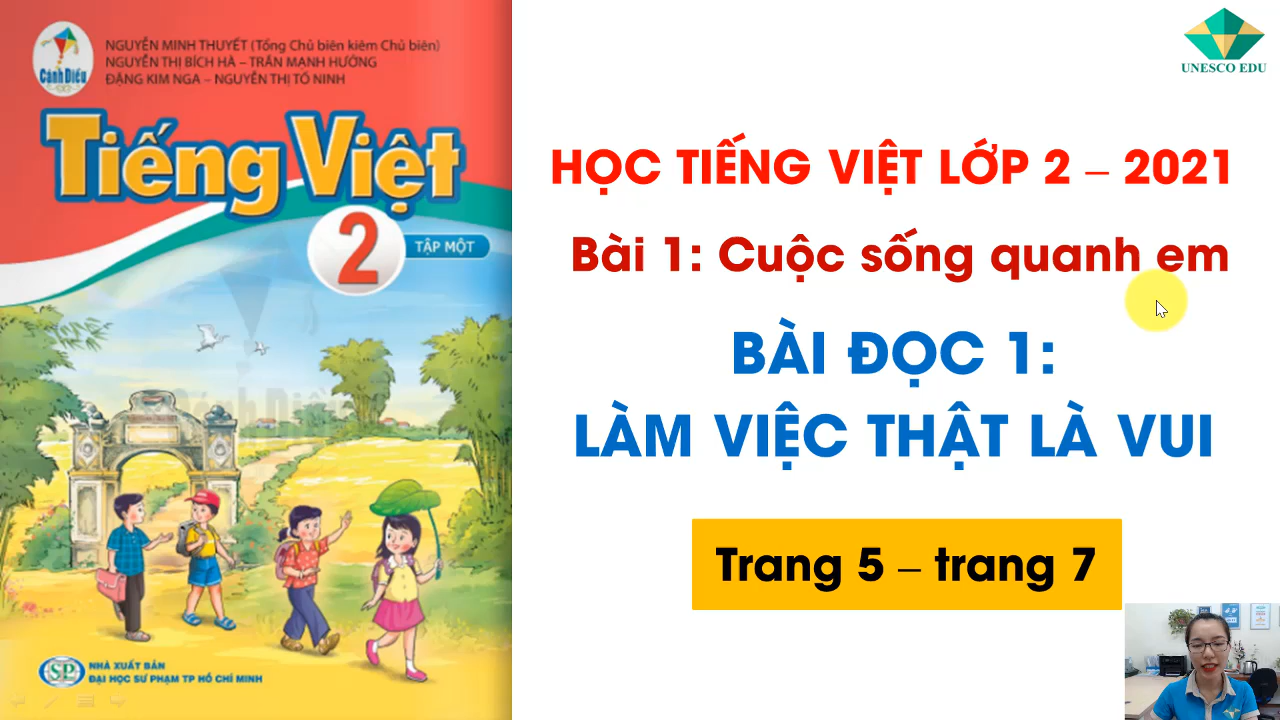 Cánh Diều
NGUYỄN MINH THUYẾT (Tổng Chủ biên kiêm Chủ biên)
NGUYỄN THỊ BÍCH HÀ – TRẦN MẠNH HƯỞNG
ĐẶNG KIM NGA – NGUYỄN THỊ TỐ NINH
Tiếng Việt
2
TẬP MỘT
Cánh Diều
SP
NHÀ XUẤT BẢN
ĐẠI HỌC SƯ PHẠM TP HỒ CHÍ MINH
UNESCO EDU
HỌC TIẾNG VIỆT LỚP 2 – 2021
Bài 1: Cuộc sống quanh em
BÀI ĐỌC 1:
LÀM VIỆC THẬT LÀ VUI
Trang 5 – trang 7